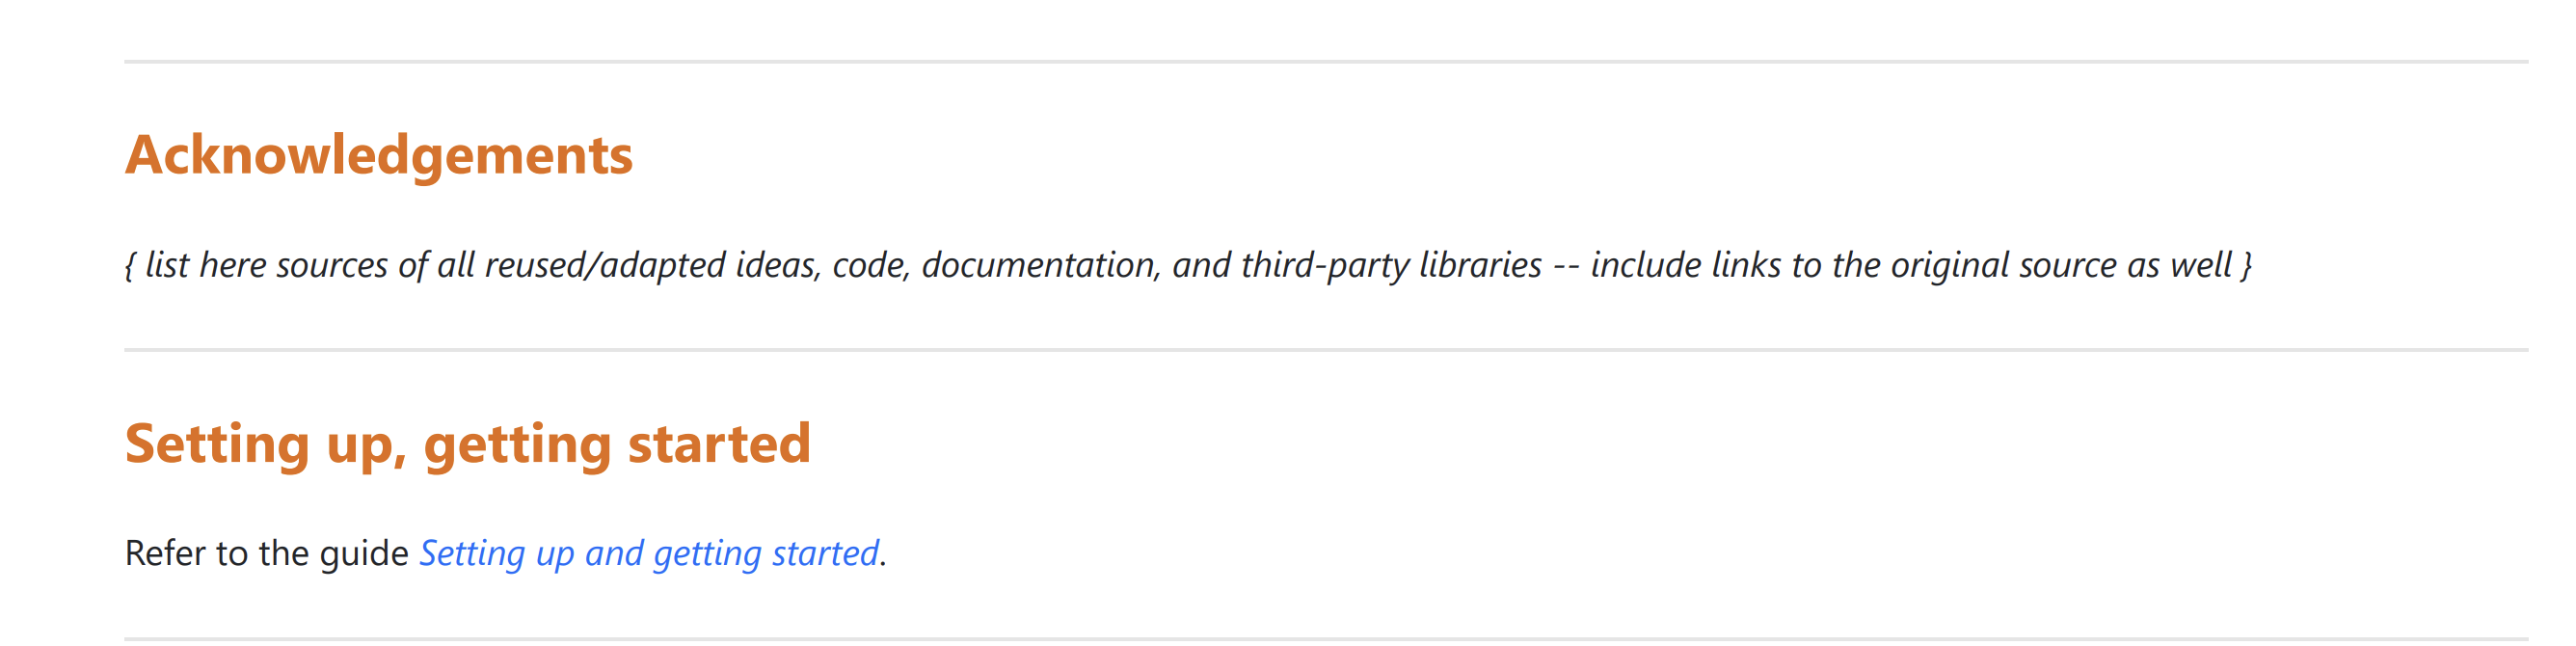 Acknowledgements
{ list here sources of all reused/adapted ideas, code, documentation, and third-party libraries -- include links to the original source as well }
Setting up, getting started
Refer to the guide Setting up and getting started.